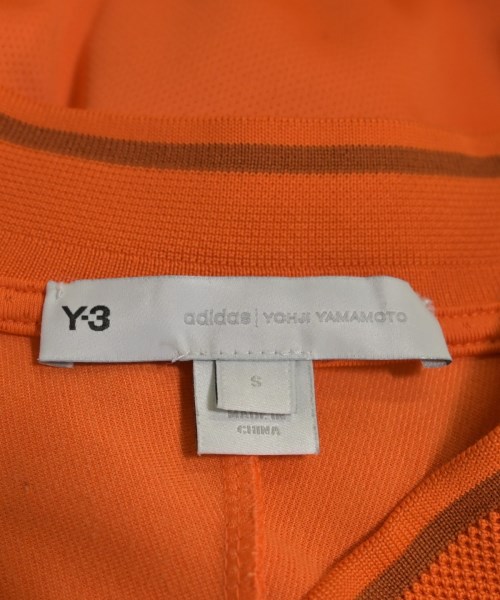 Y-3 adidas | YOHJI YAMAMOTO
S
MADE IN
CHINA